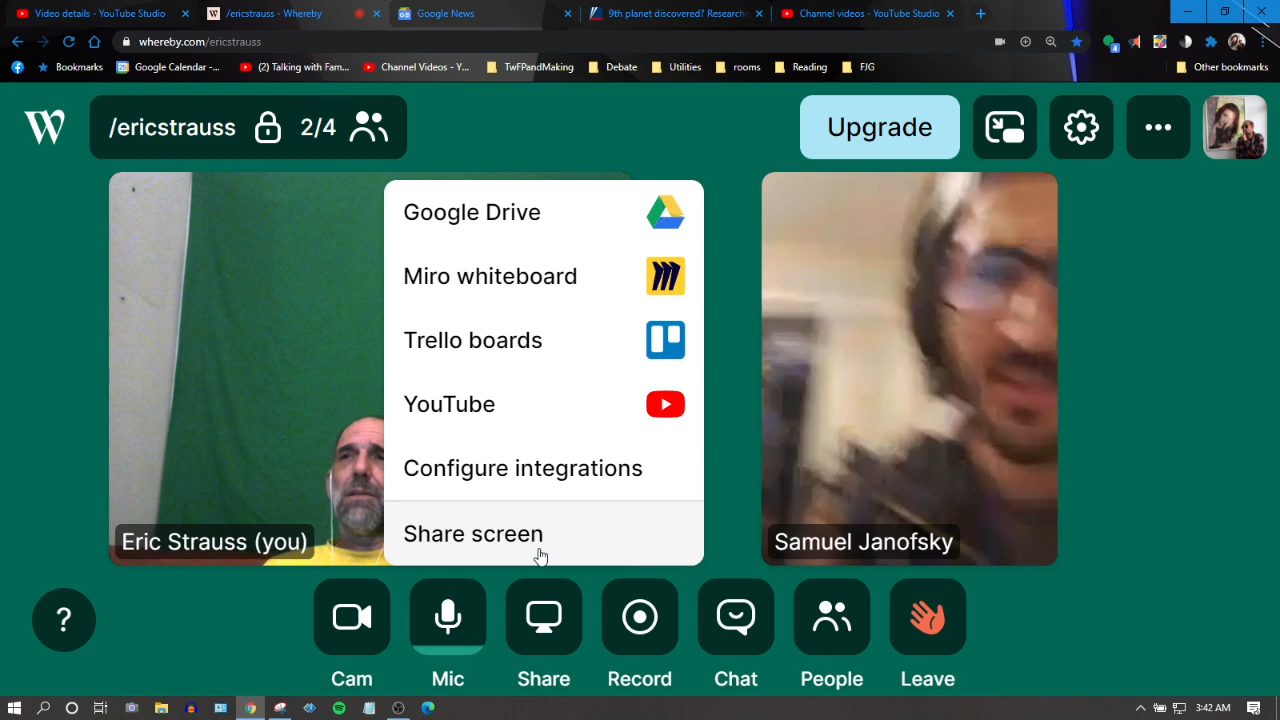 Video details - YouTube Studio
/ericstrauss - Whereby
Google News
9th planet discovered? Researche
Channel videos - YouTube Studio
whereby.com/ericstrauss
4
Bookmarks
Google Calendar -...
(2) Talking with Fam...
Channel Videos - Y...
TwFPandMaking
Debate
Utilities
rooms
Reading
FJG
Other bookmarks
/ericstrauss
2/4
Upgrade
Google Drive
Miro whiteboard
Trello boards
YouTube
Configure integrations
Share screen
Eric Strauss (you)
Samuel Janofsky
?
Cam
Mic
Share
Record
Chat
People
Leave
3:42 AM